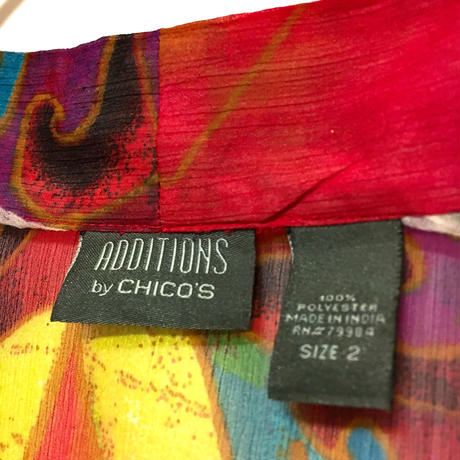 ADDITIONS
by CHICO'S
100%
POLYESTER
MADE IN INDIA
RN# 79984
SIZE 2